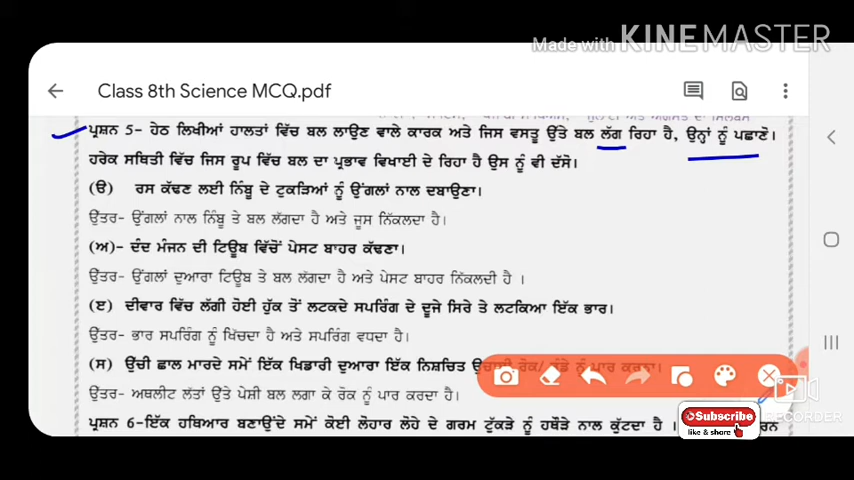 Made with KINEMASTER
Class 8th Science MCQ.pdf
ਪ੍ਰਸ਼ਨ 5- ਹੇਠ ਲਿਖੀਆਂ ਹਾਲਤਾਂ ਵਿੱਚ ਬਲ ਲਾਉਣ ਵਾਲੇ ਕਾਰਕ ਅਤੇ ਜਿਸ ਵਸਤੂ ਉੱਤੇ ਬਲ ਲੱਗ ਰਿਹਾ ਹੈ, ਉਨ੍ਹਾਂ ਨੂੰ ਪਛਾਣੋ।
ਹਰੇਕ ਸਥਿਤੀ ਵਿੱਚ ਜਿਸ ਰੂਪ ਵਿੱਚ ਬਲ ਦਾ ਪ੍ਰਭਾਵ ਵਿਖਾਈ ਦੇ ਰਿਹਾ ਹੈ ਉਸ ਨੂੰ ਵੀ ਦੱਸੋ।
(ੳ) ਰਸ ਕੱਢਣ ਲਈ ਨਿੰਬੂ ਦੇ ਟੁਕੜਿਆਂ ਨੂੰ ਉਂਗਲਾਂ ਨਾਲ ਦਬਾਉਣਾ।
ਉੱਤਰ- ਉਂਗਲਾਂ ਨਾਲ ਨਿੰਬੂ ਤੇ ਬਲ ਲੱਗਦਾ ਹੈ ਅਤੇ ਜੂਸ ਨਿੱਕਲਦਾ ਹੈ।
(ਅ)- ਦੰਦ ਮੰਜਨ ਦੀ ਟਿਊਬ ਵਿੱਚੋਂ ਪੇਸਟ ਬਾਹਰ ਕੱਢਣਾ।
ਉੱਤਰ- ਉਂਗਲਾਂ ਦੁਆਰਾ ਟਿਊਬ ਤੇ ਬਲ ਲੱਗਦਾ ਹੈ ਅਤੇ ਪੇਸਟ ਬਾਹਰ ਨਿੱਕਲਦੀ ਹੈ ।
(ੲ) ਦੀਵਾਰ ਵਿੱਚ ਲੱਗੀ ਹੋਈ ਹੁੱਕ ਤੋਂ ਲਟਕਦੇ ਸਪਰਿੰਗ ਦੇ ਦੂਜੇ ਸਿਰੇ ਤੇ ਲਟਕਿਆ ਇੱਕ ਭਾਰ।
ਉੱਤਰ- ਭਾਰ ਸਪਰਿੰਗ ਨੂੰ ਖਿੱਚਦਾ ਹੈ ਅਤੇ ਸਪਰਿੰਗ ਵਧਦਾ ਹੈ।
(ਸ) ਉਚੀ ਛਾਲ ਮਾਰਦੇ ਸਮੇਂ ਇੱਕ ਖਿਡਾਰੀ ਦੁਆਰਾ ਇੱਕ ਨਿਸ਼ਚਿਤ
ਉੱਤਰ- ਅਥਲੀਟ ਲੱਤਾਂ ਉੱਤੇ ਪੇਸ਼ੀ ਬਲ ਲਗਾ ਕੇ ਰੋਕ ਨੂੰ ਪਾਰ ਕਰਦਾ ਹੈ।
ਪ੍ਰਸ਼ਨ 6-ਇੱਕ ਹਥਿਆਰ ਬਣਾਉਂਦੇ ਸਮੇਂ ਕੋਈ ਲੋਹਾਰ ਲੋਹੇ ਦੇ ਗਰਮ ਟੁੱਕੜੇ ਨੂੰ ਹਥੌੜੇ ਨਾਲ ਕੁੱਟਦਾ ਹੈ ।
Subscribe
like & share